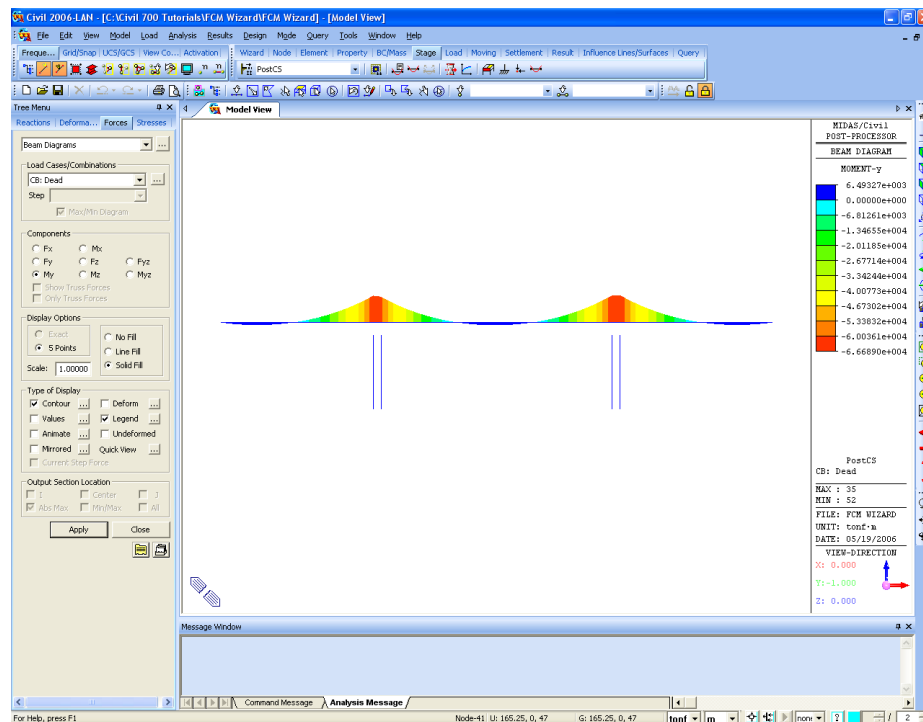 Civil 2006-LAN - [C:\Civil 700 Tutorials\FCM Wizard\FCM Wizard] - [Model View]
File Edit View Model Load Analysis Results Design Mode Query Tools Window Help
Freque... Grid/Snap UCS/GCS View Co... Activation Wizard Node Element Property BC/Mass Stage Load Moving Settlement Result Influence Lines/Surfaces Query
PostCS
Tree Menu
Model View
Reactions Deforma... Forces Stresses
Beam Diagrams
Load Cases/Combinations
CB: Dead
Step
Max/Min Diagram
Components
Fx Mx
Fy Fz Fyz
My Mz Myz
Show Truss Forces
Only Truss Forces
Display Options
Exact
5 Points
No Fill
Line Fill
Solid Fill
Scale: 1.00000
Type of Display
Contour ... Deform ...
Values ... Legend ...
Animate ... Undeformed
Mirrored ... Quick View ...
Current Step Force
Output Section Location
I Center J
Abs Max Min/Max All
Apply Close
MIDAS/Civil
POST-PROCESSOR
BEAM DIAGRAM
MOMENT-y
6.49327e+003
0.00000e+000
-6.81261e+003
-1.34655e+004
-2.01185e+004
-2.67714e+004
-3.34244e+004
-4.00773e+004
-4.67302e+004
-5.33832e+004
-6.00361e+004
-6.66890e+004
PostCS
CB: Dead
MAX : 35
MIN : 52
FILE: FCM WIZARD
UNIT: tonf·m
DATE: 05/19/2006
VIEW-DIRECTION
X: 0.000
Y:-1.000
Z: 0.000
Message Window
Command Message Analysis Message
For Help, press F1
Node-41 U: 165.25, 0, 47 G: 165.25, 0, 47 tonf m non ? / 2